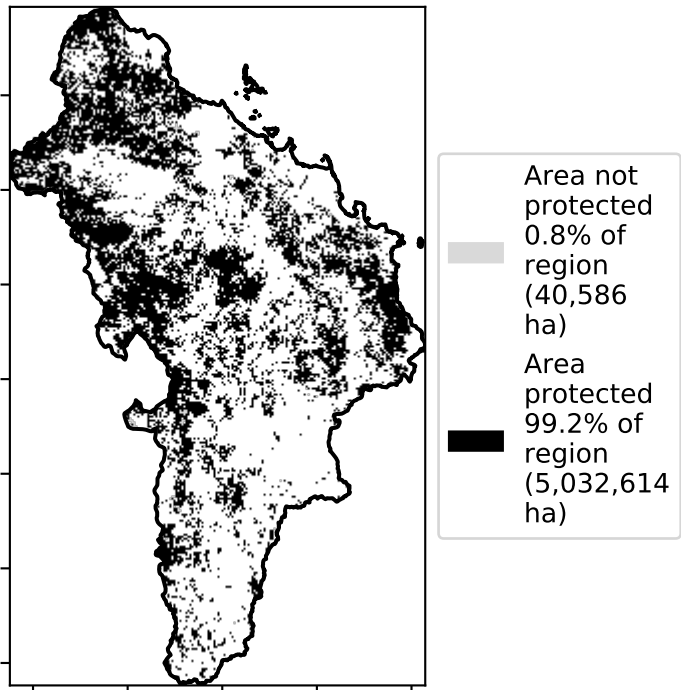 Area not
protected
0.8% of
region
(40,586
ha)
Area
protected
99.2% of
region
(5,032,614
ha)